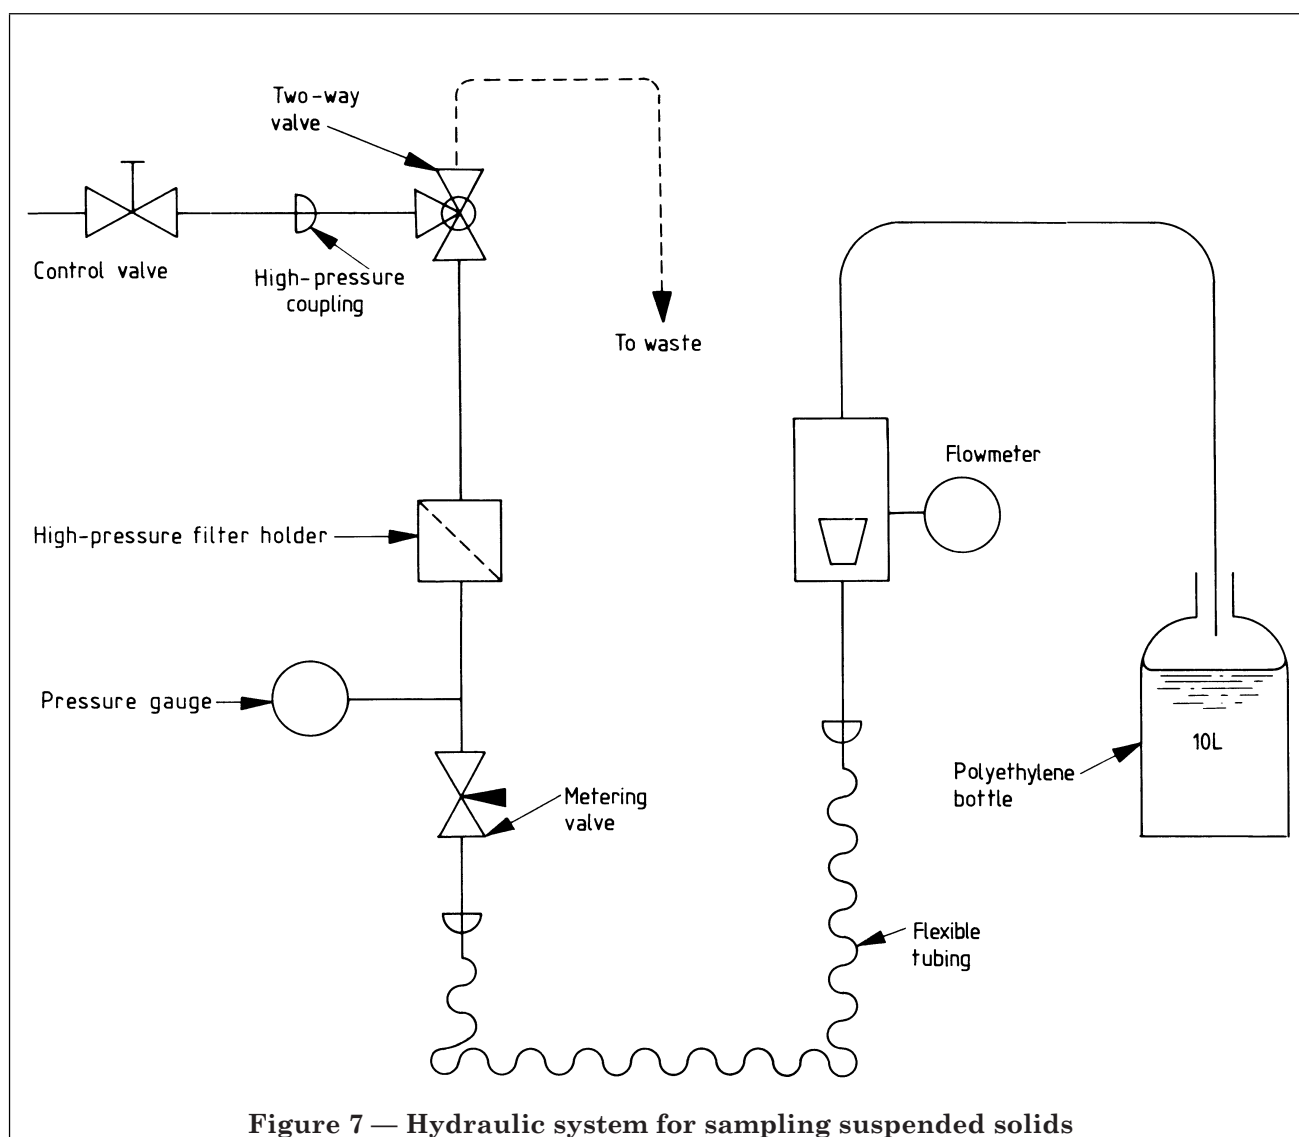 Two-way
valve
Control valve
High-pressure
coupling
To waste
Flowmeter
High-pressure filter holder
Pressure gauge
Metering
valve
10L
Polyethylene
bottle
Flexible
tubing
Figure 7 — Hydraulic system for sampling suspended solids